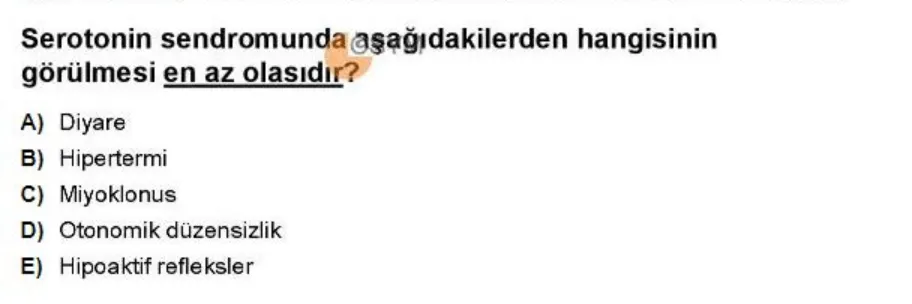 Serotonin sendromunda aşağıdakilerden hangisinin
görülmesi en az olasıdır?
A) Diyare
B) Hipertermi
C) Miyoklonus
D) Otonomik düzensizlik
E) Hipoaktif refleksler